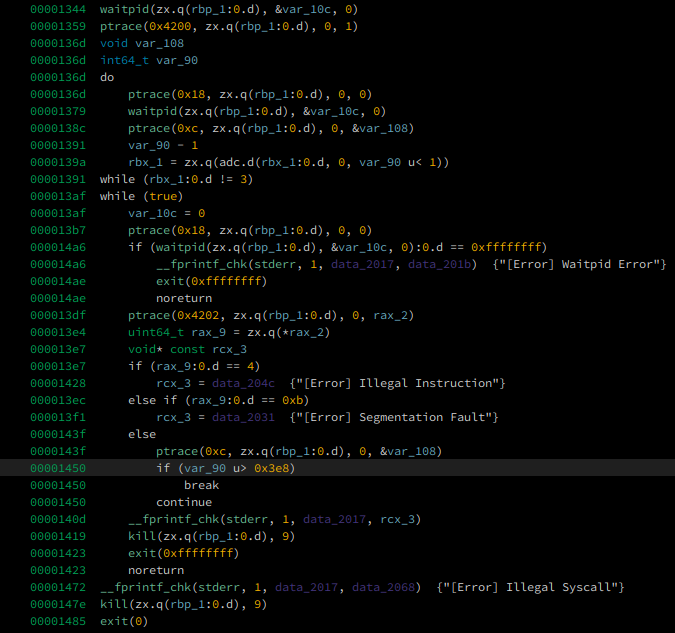 00001344 waitpid(zx.q(rbp_1:0.d), &var_10c, 0)
00001359 ptrace(0x4200, zx.q(rbp_1:0.d), 0, 1)
0000136d void var_108
0000136d int64_t var_90
0000136d do
0000136d ptrace(0x18, zx.q(rbp_1:0.d), 0, 0)
00001379 waitpid(zx.q(rbp_1:0.d), &var_10c, 0)
0000138c ptrace(0xc, zx.q(rbp_1:0.d), 0, &var_108)
00001391 var_90 - 1
0000139a rbx_1 = zx.q(adc.d(rbx_1:0.d, 0, var_90 u< 1))
00001391 while (rbx_1:0.d != 3)
000013af while (true)
000013af var_10c = 0
000013b7 ptrace(0x18, zx.q(rbp_1:0.d), 0, 0)
000014a6 if (waitpid(zx.q(rbp_1:0.d), &var_10c, 0):0.d == 0xffffffff)
000014a6 __fprintf_chk(stderr, 1, data_2017, data_201b) {"[Error] Waitpid Error"}
000014ae exit(0xffffffff)
000014ae noreturn
000013df ptrace(0x4202, zx.q(rbp_1:0.d), 0, rax_2)
000013e4 uint64_t rax_9 = zx.q(*rax_2)
000013e7 void* const rcx_3
000013e7 if (rax_9:0.d == 4)
00001428 rcx_3 = data_204c {"[Error] Illegal Instruction"}
000013ec else if (rax_9:0.d == 0xb)
000013f1 rcx_3 = data_2031 {"[Error] Segmentation Fault"}
0000143f else
0000143f ptrace(0xc, zx.q(rbp_1:0.d), 0, &var_108)
00001450 if (var_90 u> 0x3e8)
00001450 break
00001450 continue
0000140d __fprintf_chk(stderr, 1, data_2017, rcx_3)
00001419 kill(zx.q(rbp_1:0.d), 9)
00001423 exit(0xffffffff)
00001423 noreturn
00001472 __fprintf_chk(stderr, 1, data_2017, data_2068) {"[Error] Illegal Syscall"}
0000147e kill(zx.q(rbp_1:0.d), 9)
00001485 exit(0)